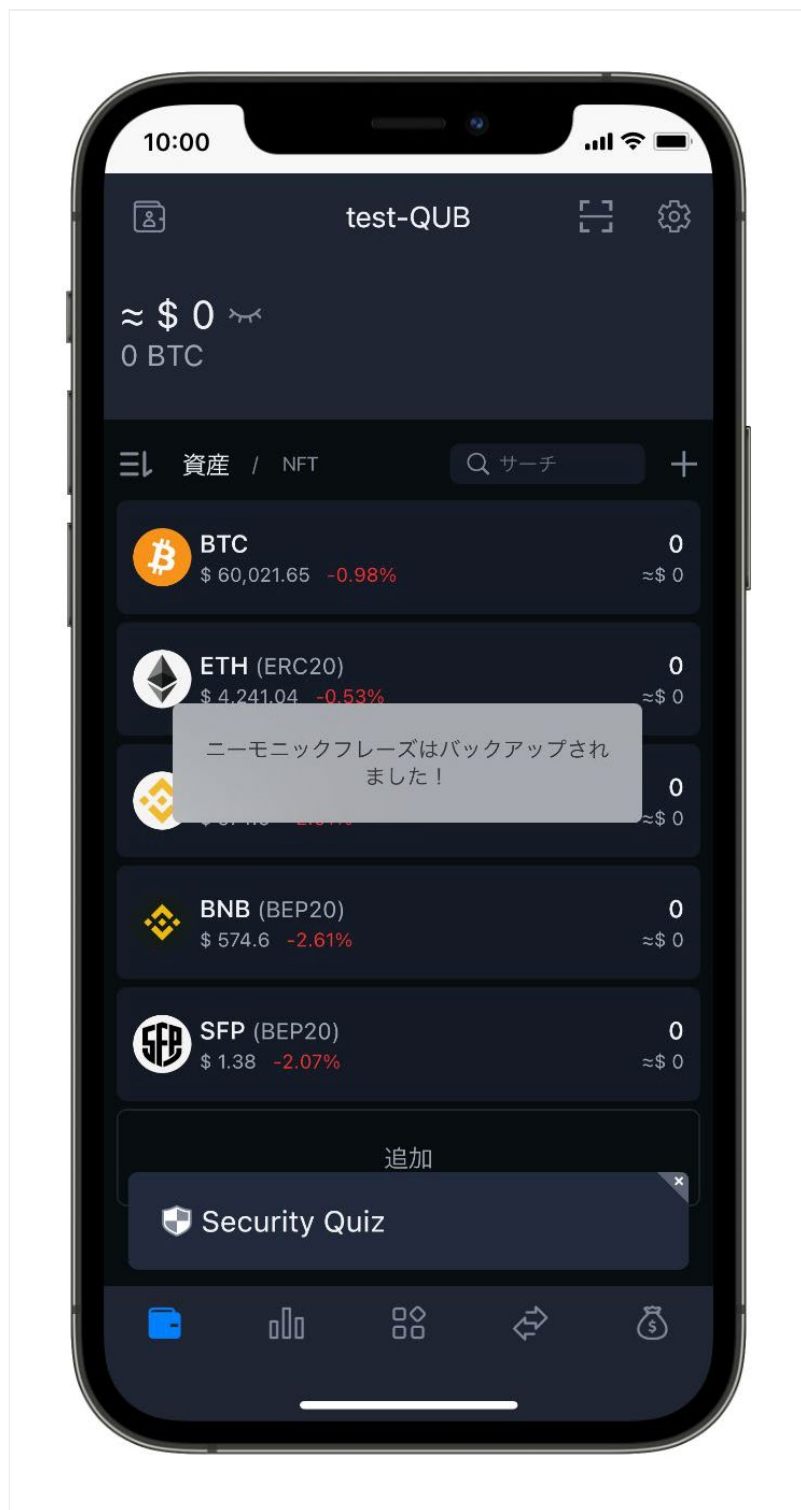 10:00
test-QUB
≈ $ 0
0 BTC
資産 / NFT
サーチ
BTC
0
$ 60,021.65 -0.98%
≈$ 0
ETH (ERC20)
0
$ 4,241.04 -0.53%
≈$ 0
ニーモニックフレーズはバックアップされ
ました！
0
≈$ 0
BNB (BEP20)
0
$ 574.6 -2.61%
≈$ 0
SFP
SFP (BEP20)
0
$ 1.38 -2.07%
≈$ 0
追加
Security Quiz